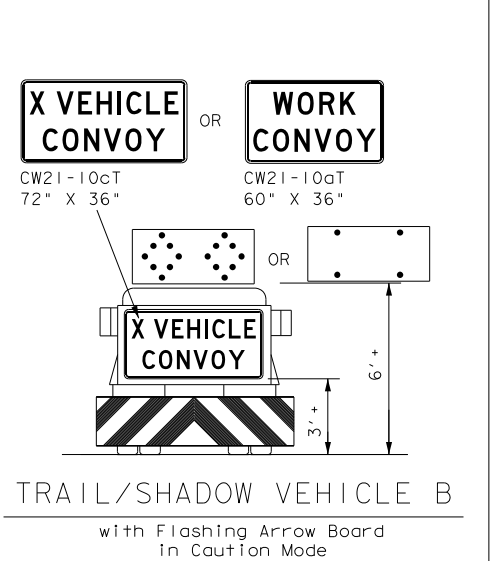 X VEHICLE
CONVOY
OR
WORK
CONVOY
CW21-10cT
72" X 36"
CW21-10aT
60" X 36"
OR
X VEHICLE
CONVOY
3' +
6' +
TRAIL/SHADOW VEHICLE B
with Flashing Arrow Board
in Caution Mode